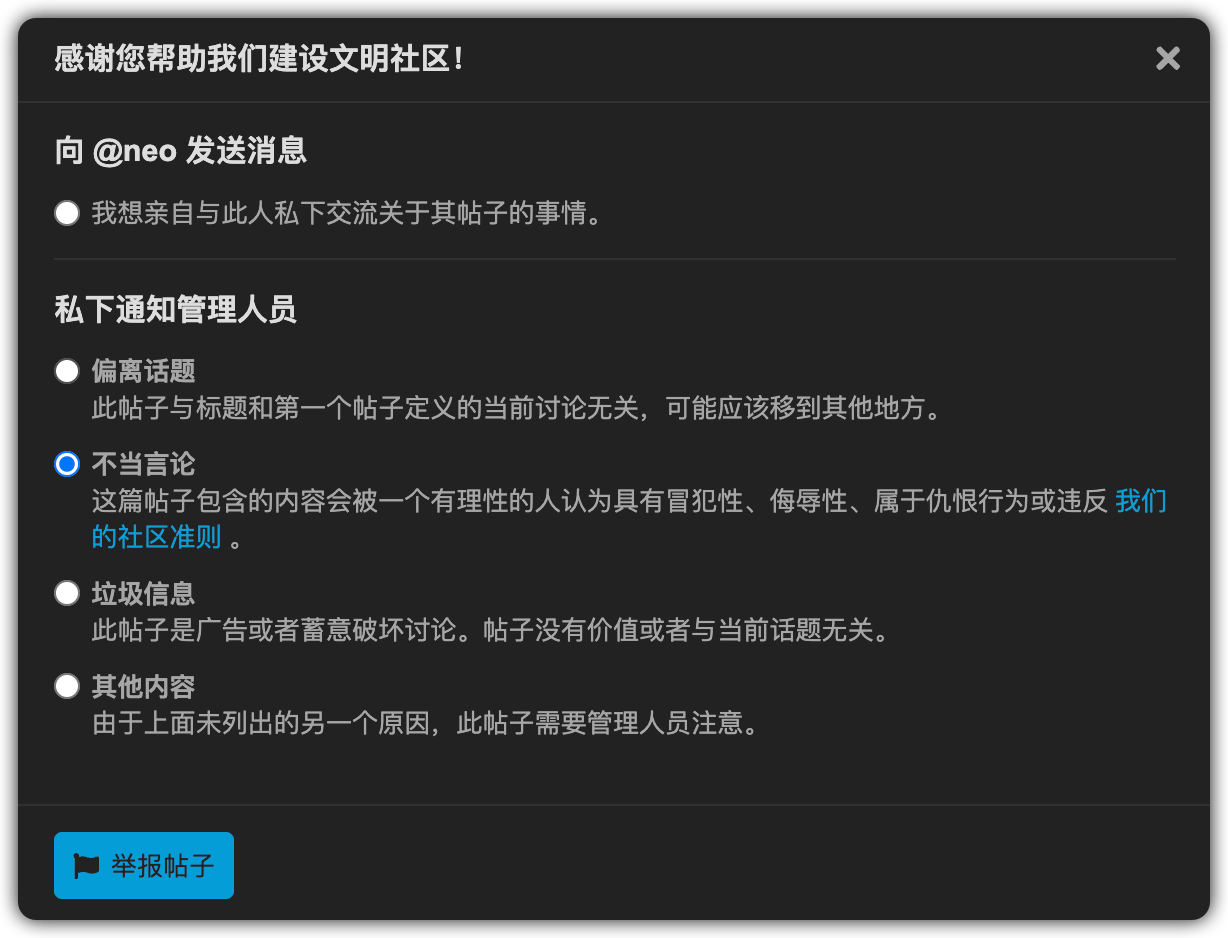 感谢您帮助我们建设文明社区！
向 @neo 发送消息
我想亲自与此人私下交流关于其帖子的事情。
私下通知管理人员
偏离话题
此帖子与标题和第一个帖子定义的当前讨论无关，可能应该移到其他地方。
不当言论
这篇帖子包含的内容会被一个有理性的人认为具有冒犯性、侮辱性、属于仇恨行为或违反 我们
的社区准则 。
垃圾信息
此帖子是广告或者蓄意破坏讨论。帖子没有价值或者与当前话题无关。
其他内容
由于上面未列出的另一个原因，此帖子需要管理人员注意。
举报帖子